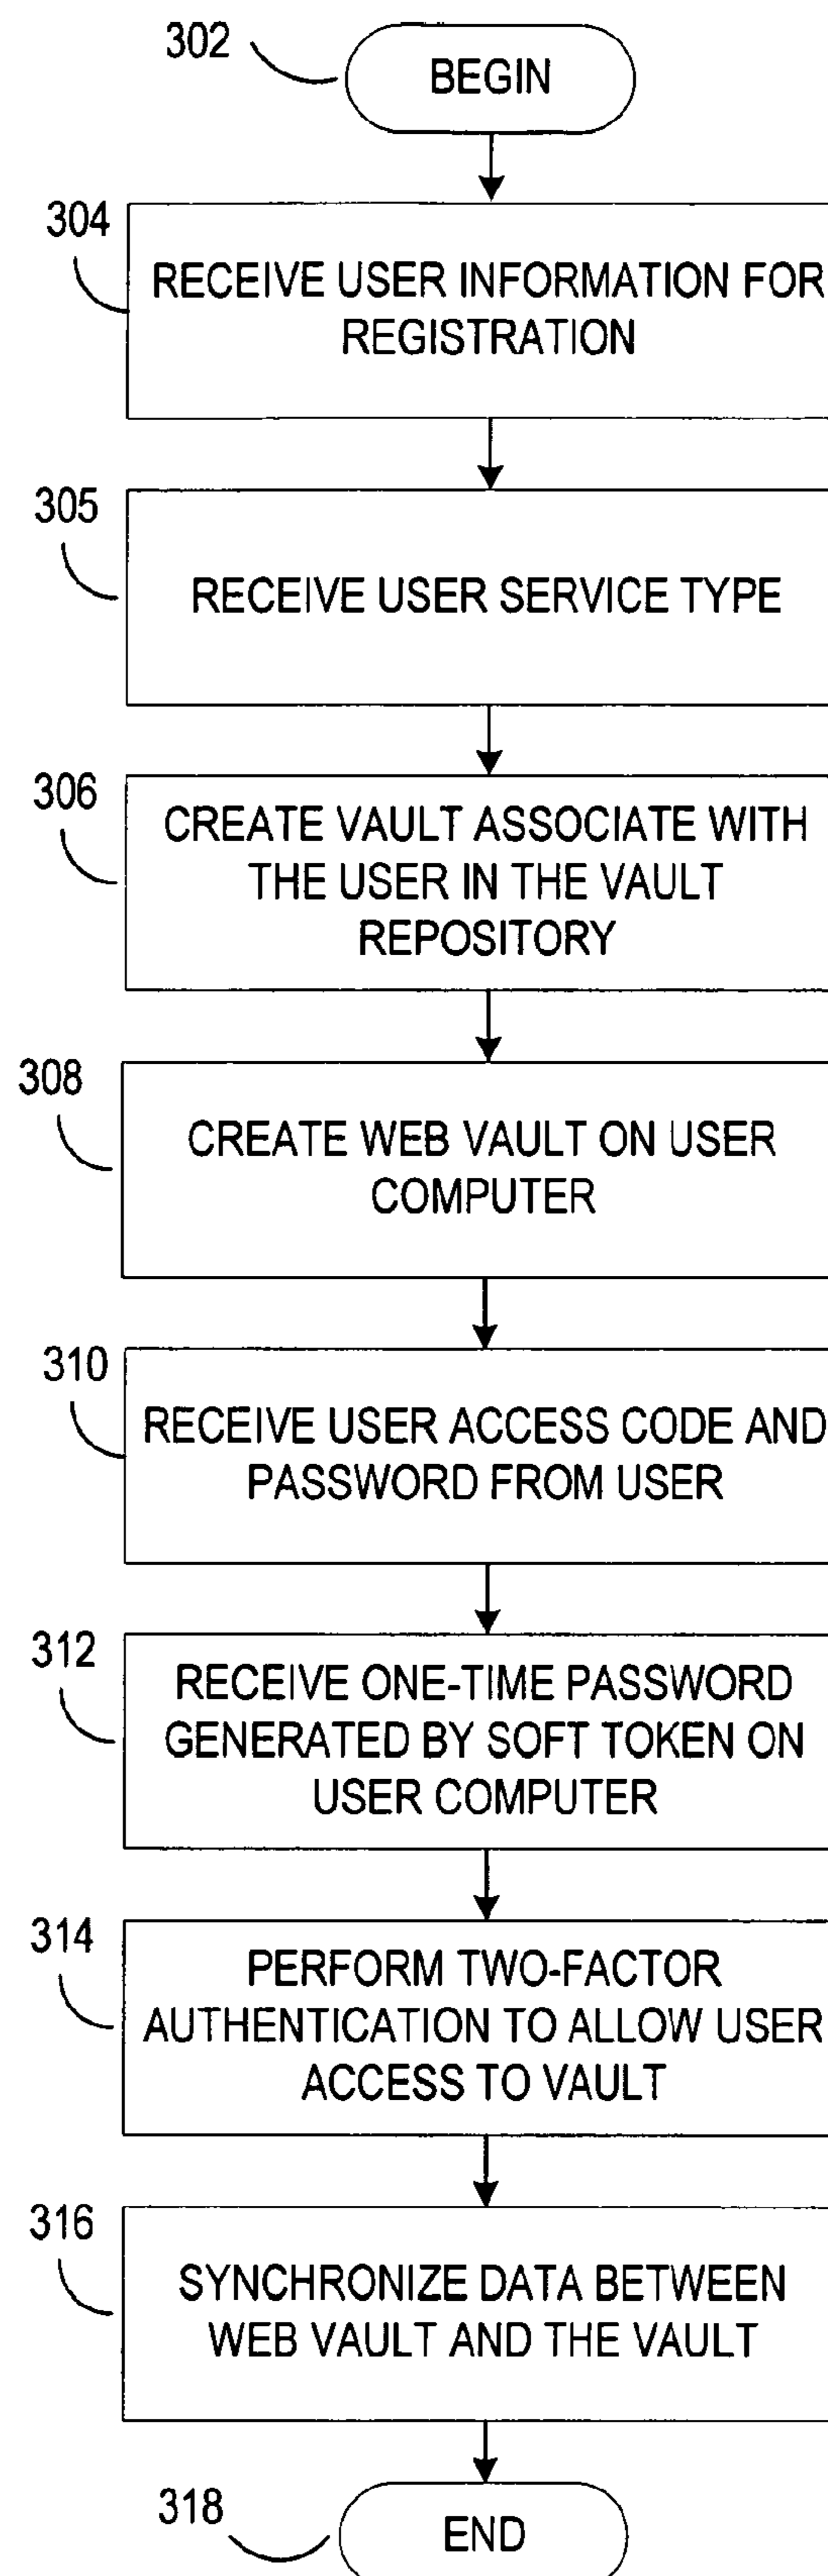 302
BEGIN
304
RECEIVE USER INFORMATION FOR
REGISTRATION
305
RECEIVE USER SERVICE TYPE
306
CREATE VAULT ASSOCIATE WITH
THE USER IN THE VAULT
REPOSITORY
308
CREATE WEB VAULT ON USER
COMPUTER
310
RECEIVE USER ACCESS CODE AND
PASSWORD FROM USER
312
RECEIVE ONE-TIME PASSWORD
GENERATED BY SOFT TOKEN ON
USER COMPUTER
314
PERFORM TWO-FACTOR
AUTHENTICATION TO ALLOW USER
ACCESS TO VAULT
316
SYNCHRONIZE DATA BETWEEN
WEB VAULT AND THE VAULT
318
END